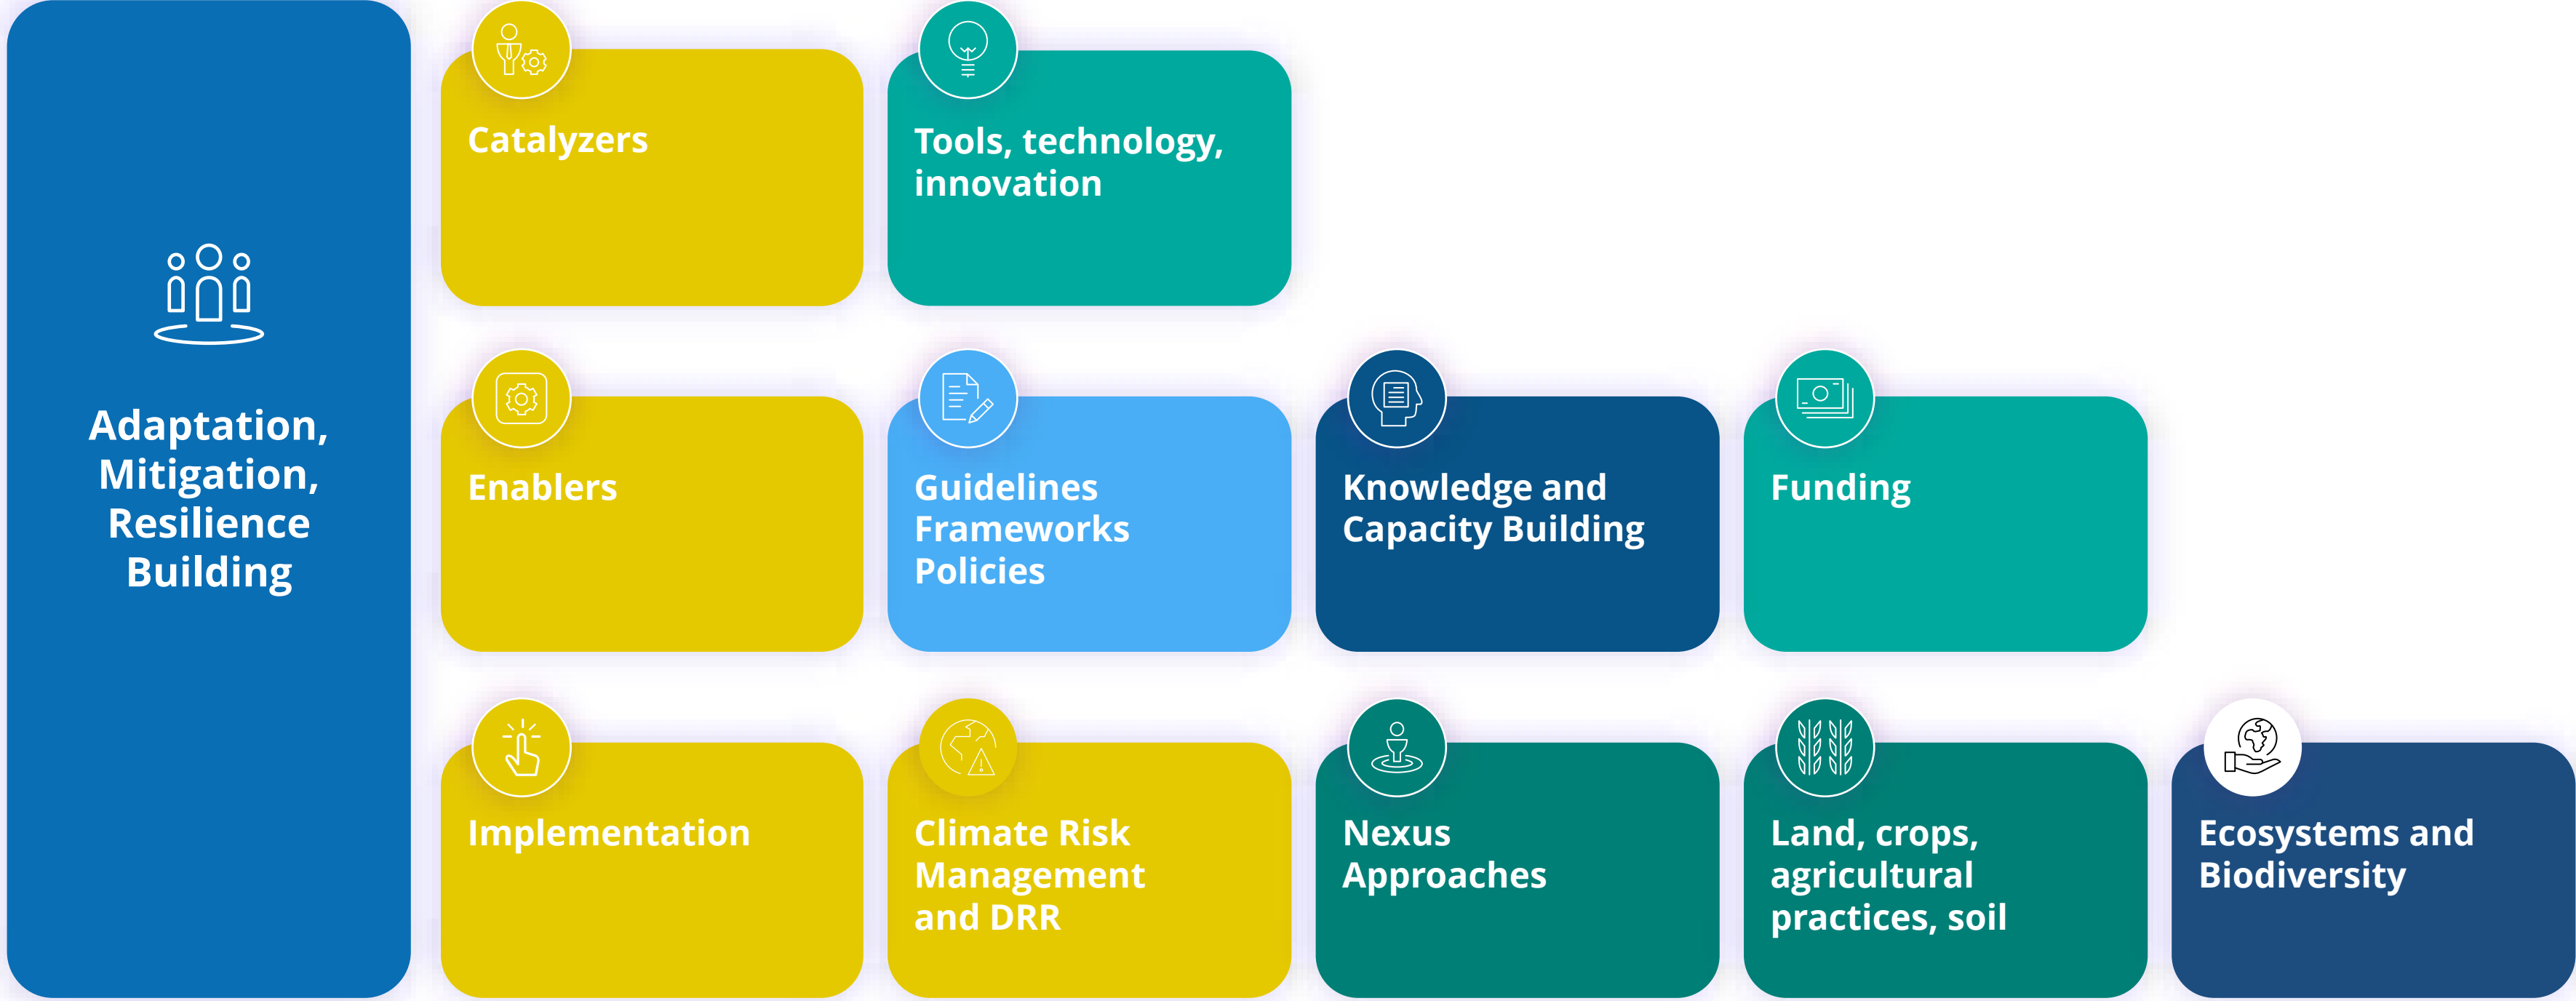 Adaptation,
Mitigation,
Resilience
Building
Catalyzers
Tools, technology,
innovation
Enablers
Guidelines
Frameworks
Policies
Knowledge and
Capacity Building
Funding
Implementation
Climate Risk
Management
and DRR
Nexus
Approaches
Land, crops,
agricultural
practices, soil
Ecosystems and
Biodiversity